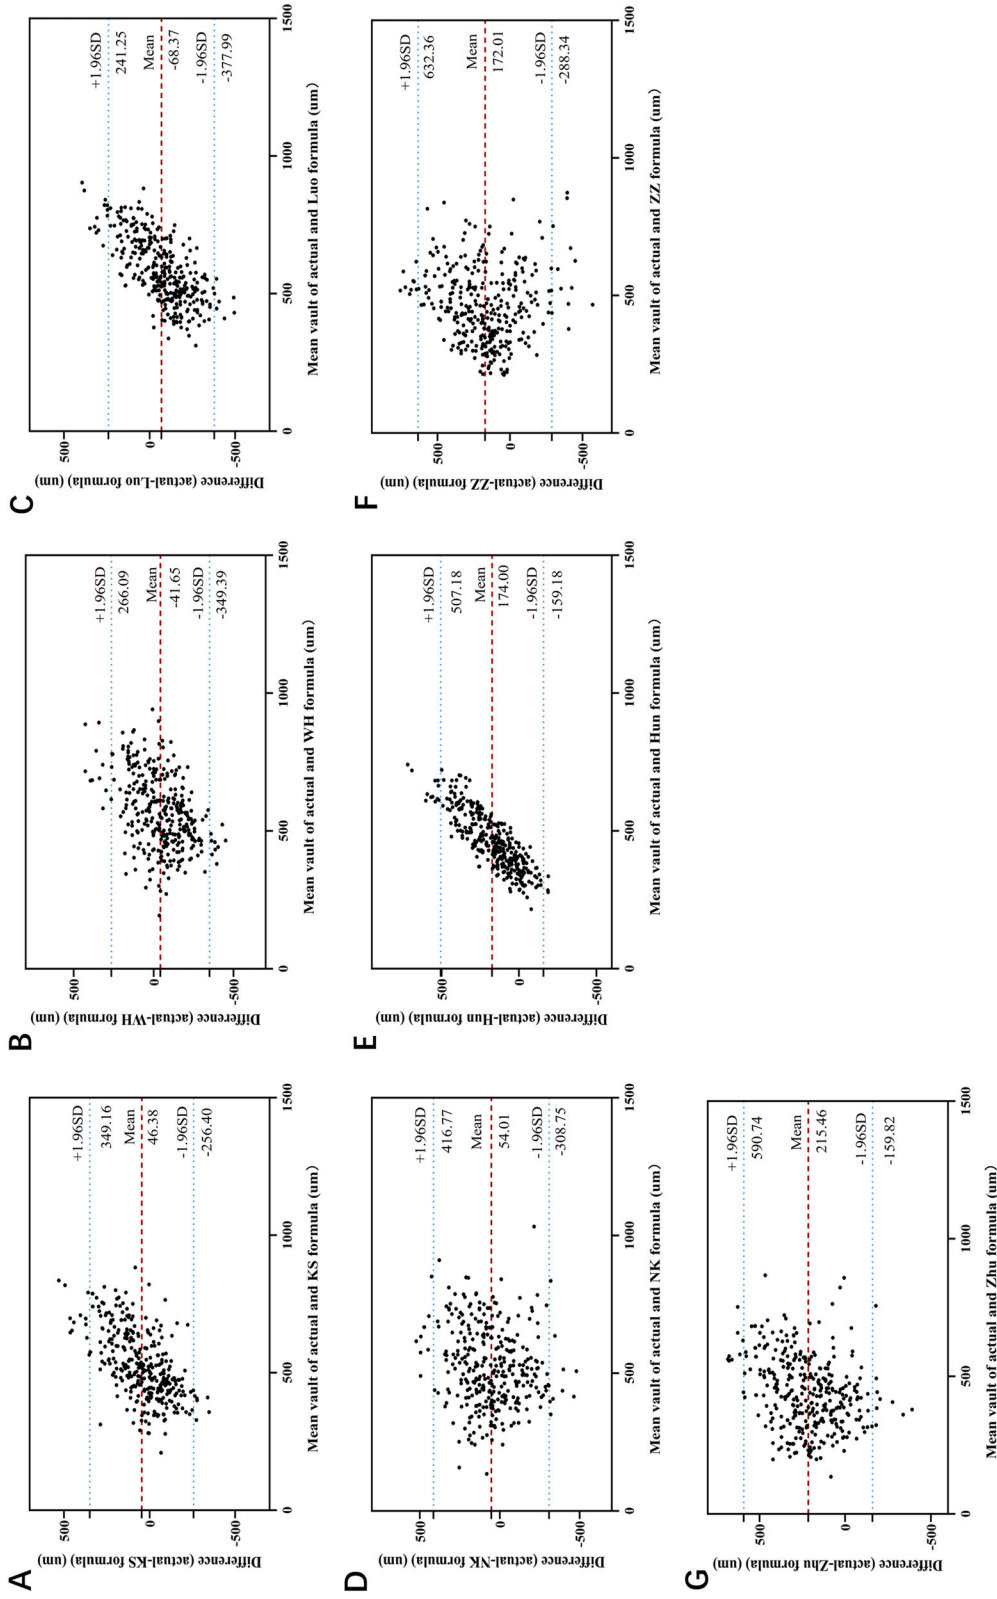 A
Difference (actual-KS formula) (um)
500
0
-500
0
500
1000
1500
Mean vault of actual and KS formula (um)
+1.96SD
349.16
Mean
46.38
-1.96SD
-256.40
B
Difference (actual-WH formula) (um)
500
0
-500
0
500
1000
1500
Mean vault of actual and WH formula (um)
+1.96SD
266.09
Mean
-41.65
-1.96SD
-349.39
C
Difference (actual-Luo formula) (um)
500
0
-500
0
500
1000
1500
Mean vault of actual and Luo formula (um)
+1.96SD
241.25
Mean
-68.37
-1.96SD
-377.99
D
Difference (actual-NK formula) (um)
500
0
-500
0
500
1000
1500
Mean vault of actual and NK formula (um)
+1.96SD
416.77
Mean
54.01
-1.96SD
-308.75
E
Difference (actual-Hun formula) (um)
500
0
-500
0
500
1000
1500
Mean vault of actual and Hun formula (um)
+1.96SD
507.18
Mean
174.00
-1.96SD
-159.18
F
Difference (actual-ZZ formula) (um)
500
0
-500
0
500
1000
1500
Mean vault of actual and ZZ formula (um)
+1.96SD
632.36
Mean
172.01
-1.96SD
-288.34
G
Difference (actual-Zhu formula) (um)
500
0
-500
0
500
1000
1500
Mean vault of actual and Zhu formula (um)
+1.96SD
590.74
Mean
215.46
-1.96SD
-159.82